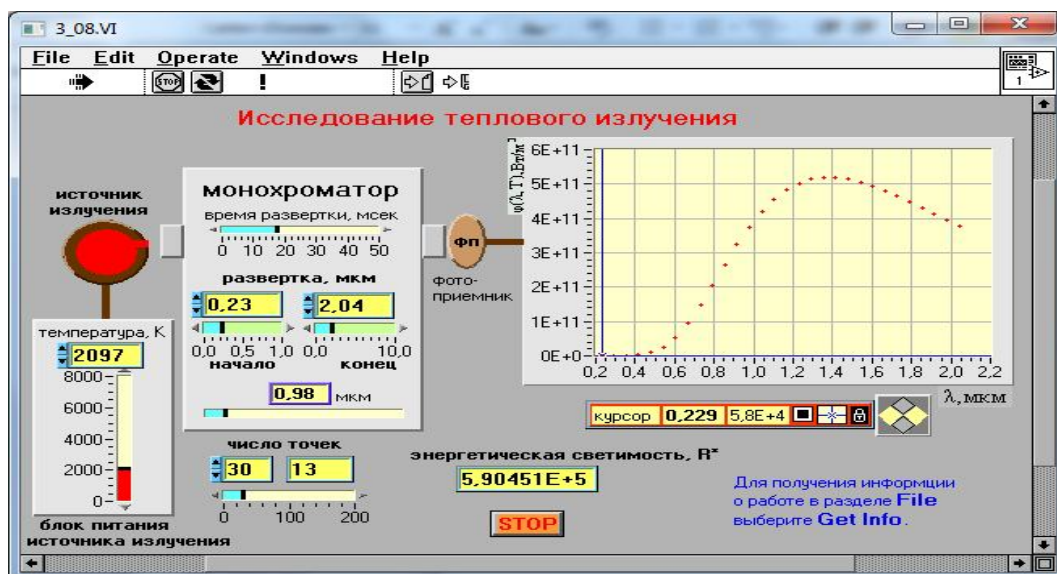 3_08.VI
File Edit Operate Windows Help
STOP
1
Исследование теплового излучения
источник
излучения
монохроматор
время развертки, мсек
0 10 20 30 40 50
развертка, мкм
0,23 2,04
0,0 0,5 1,0 0,0 10,0
начало конец
0,98 мкм
фп
фото-
приемник
температура, К
2097
8000
6000
4000
2000
0
блок питания
источника излучения
число точек
30 13
0 100 200
φ(λ,T),Вт/м
6E+11
5E+11
4E+11
3E+11
2E+11
1E+11
0E+0
0,2 0,4 0,6 0,8 1,0 1,2 1,4 1,6 1,8 2,0 2,2
λ,мкм
курсор 0,229 5,8E+4
энергетическая светимость, R*
5,90451E+5
STOP
Для получения информции
о работе в разделе File
выберите Get Info.